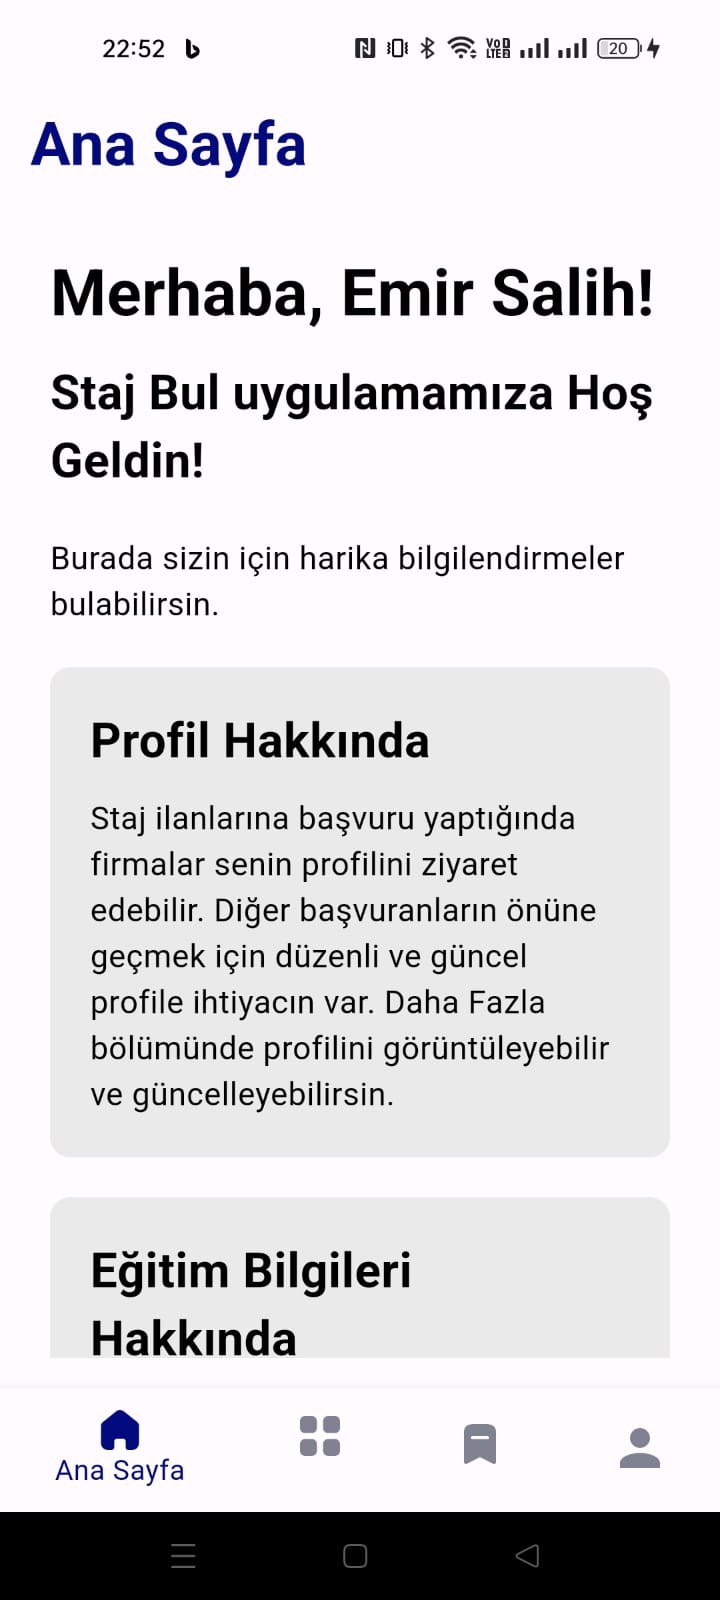 22:52
VoD LTE2
20
Ana Sayfa
Merhaba, Emir Salih!
Staj Bul uygulamamıza Hoş
Geldin!
Burada sizin için harika bilgilendirmeler
bulabilirsin.
Profil Hakkında
Staj ilanlarına başvuru yaptığında
firmalar senin profilini ziyaret
edebilir. Diğer başvuranların önüne
geçmek için düzenli ve güncel
profile ihtiyacın var. Daha Fazla
bölümünde profilini görüntüleyebilir
ve güncelleyebilirsin.
Eğitim Bilgileri
Hakkında
Ana Sayfa